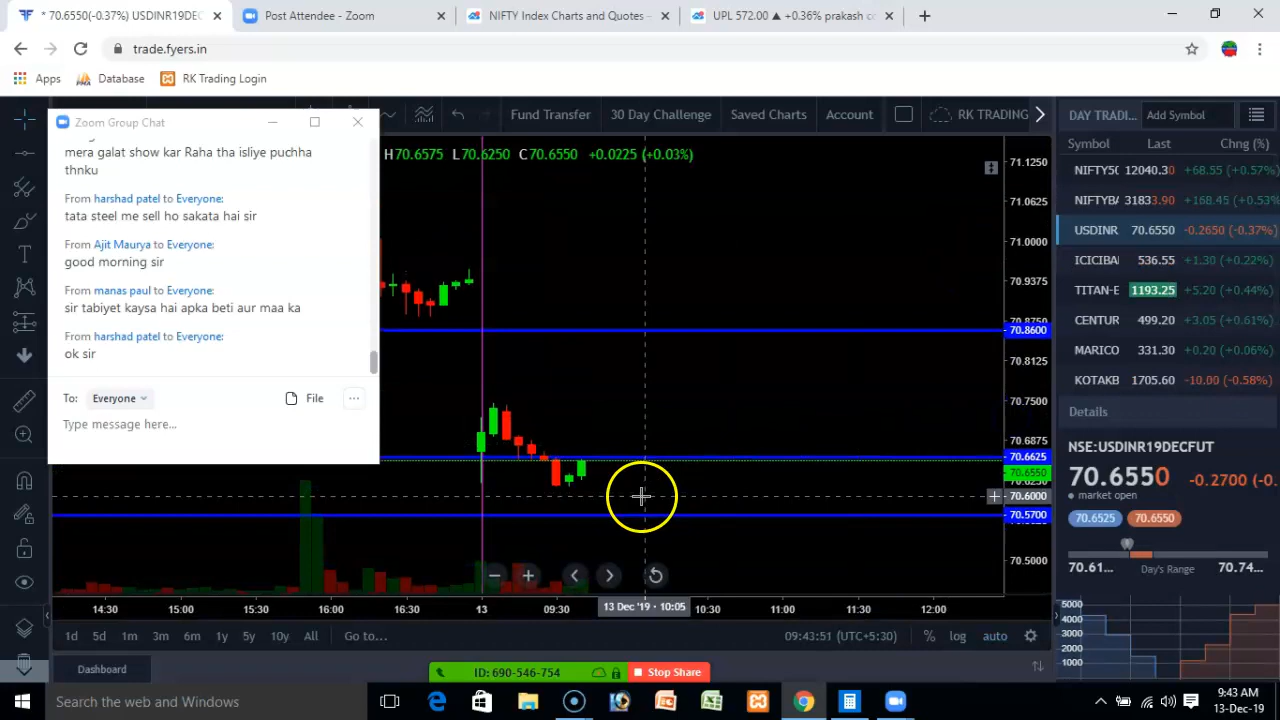 * 70.6550(-0.37%) USDINR19DEC
Post Attendee - Zoom
NIFTY Index Charts and Quotes —
UPL 572.00 ▲ +0.36% prakash c
trade.fyers.in
Apps
Database
RK Trading Login
Zoom Group Chat
Fund Transfer
30 Day Challenge
Saved Charts
Account
RK TRADING
DAY TRADI...
Add Symbol
mera galat show kar Raha tha isliye puchha
thnku
From harshad patel to Everyone:
tata steel me sell ho sakata hai sir
From Ajit Maurya to Everyone:
good morning sir
From manas paul to Everyone:
sir tabiyet kaysa hai apka beti aur maa ka
From harshad patel to Everyone:
ok sir
To: Everyone
File
...
Type message here...
H70.6575 L70.6250 C70.6550 +0.0225 (+0.03%)
71.1250
71.0625
71.0000
70.9375
70.8750
70.8600
70.8125
70.7500
70.6875
70.6625
70.6550
70.6250
70.6000
70.5700
70.5000
Symbol Last Chng (%)
NIFTY50 12040.30 +68.55 (+0.57%)
NIFTYBA 31833.90 +168.45 (+0.53%
USDINR 70.6550 -0.2650 (-0.37%)
ICICIBAI 536.55 +1.30 (+0.22%)
TITAN-E 1193.25 +5.20 (+0.44%)
CENTUR 499.20 +3.05 (+0.61%)
MARICO 331.30 +0.20 (+0.06%)
KOTAKB 1705.60 -10.00 (-0.58%)
Details
NSE:USDINR19DECFUT
70.6550 -0.2700 (-0.
market open
70.6525
70.6550
70.61...
Day's Range
70.74...
5000
4000
3000
2000
1000
14:30
15:00
15:30
16:00
16:30
13
09:30
13 Dec '19 - 10:05
10:30
11:00
11:30
12:00
1d 5d 1m 3m 6m 1y 5y 10y All Go to...
09:43:51 (UTC+5:30)
% log auto
Dashboard
ID: 690-546-754
Stop Share
Search the web and Windows
9:43 AM
13-Dec-19